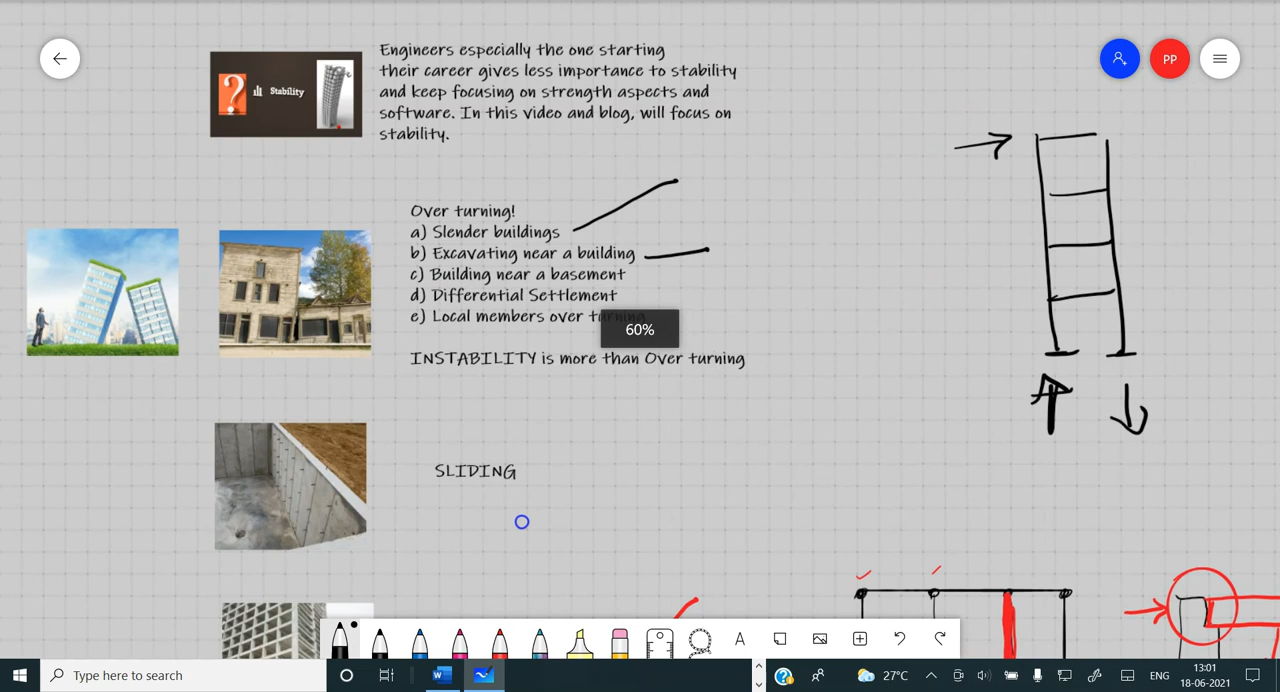 PP
Stability
Engineers especially the one starting
their career gives less importance to stability
and keep focusing on strength aspects and
software. In this video and blog, will focus on
stability.
Over turning!
a) Slender buildings
b) Excavating near a building
c) Building near a basement
d) Differential Settlement
e) Local members over turning
60%
INSTABILITY is more than Over turning
SLIDING
A
Type here to search
27°C
ENG
13:01
18-06-2021